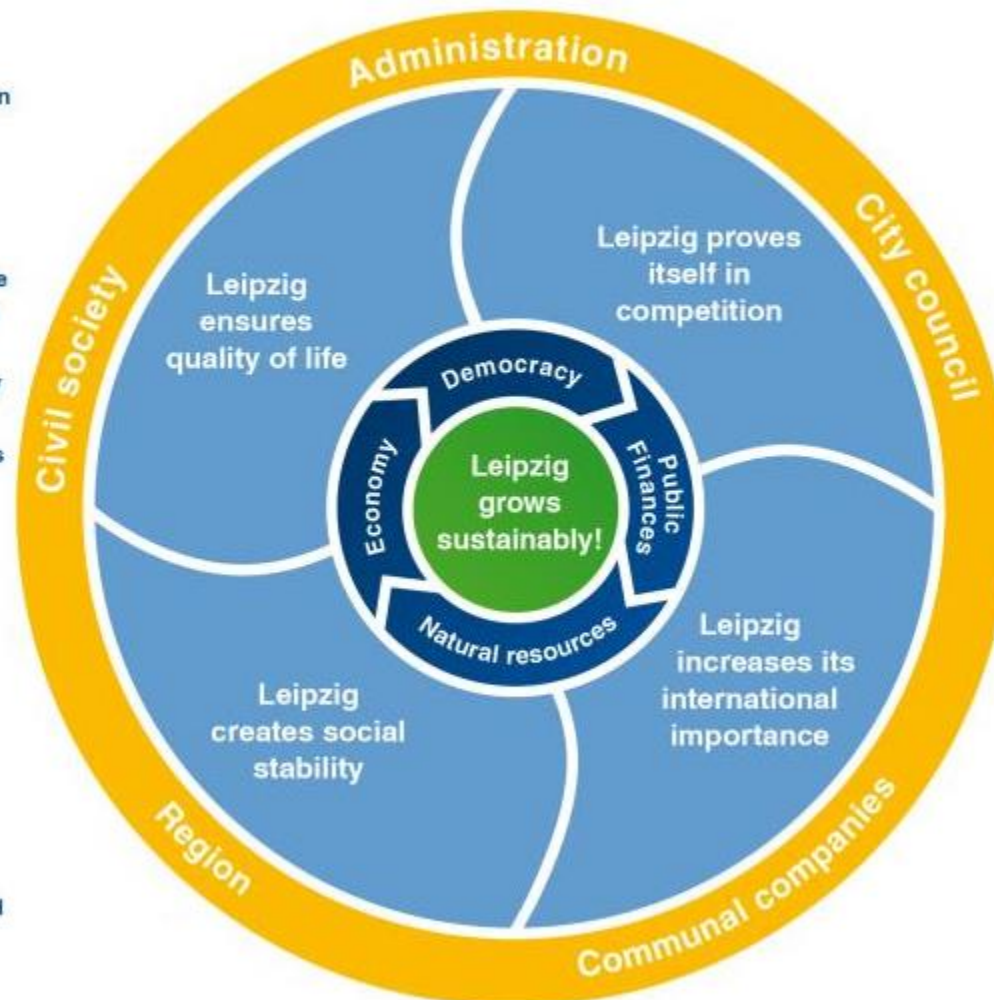 Administration
City council
Communal companies
Region
Civil society
Leipzig
ensures
quality of life
Leipzig proves
itself in
competition
Leipzig
increases its
international
importance
Leipzig
creates social
stability
Democracy
Public
Finances
Natural resources
Economy
Leipzig
grows
sustainably!